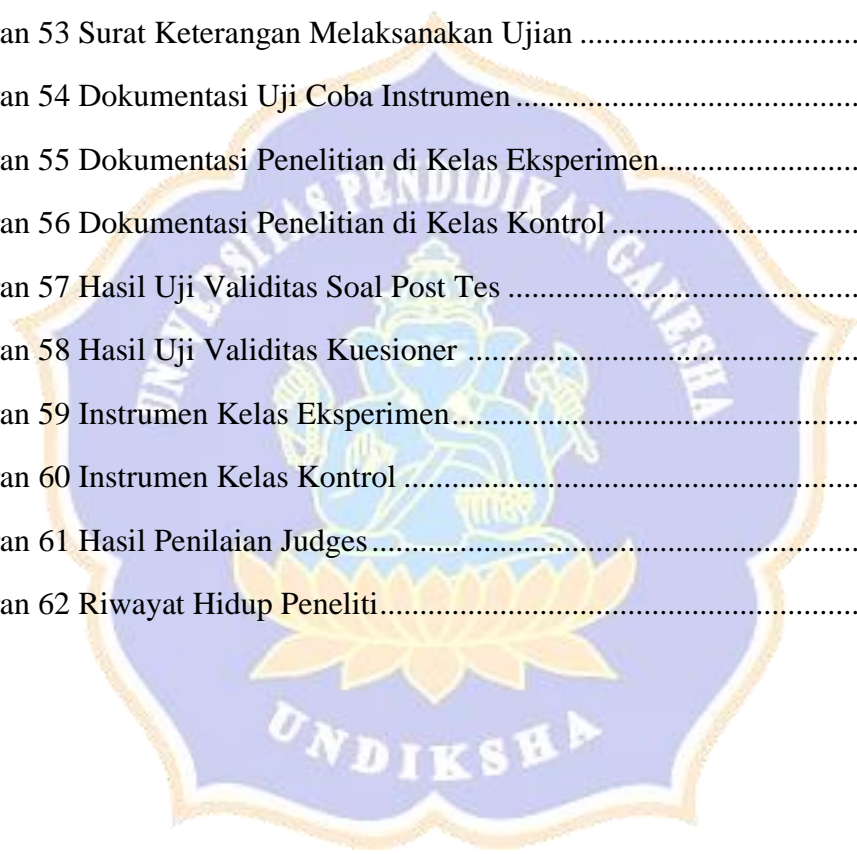 an 53 Surat Keterangan Melaksanakan Ujian ...................................
an 54 Dokumentasi Uji Coba Instrumen ...........................................
an 55 Dokumentasi Penelitian di Kelas Eksperimen.........................
an 56 Dokumentasi Penelitian di Kelas Kontrol ...............................
an 57 Hasil Uji Validitas Soal Post Tes ............................................
an 58 Hasil Uji Validitas Kuesioner .................................................
an 59 Instrumen Kelas Eksperimen...................................................
an 60 Instrumen Kelas Kontrol .........................................................
an 61 Hasil Penilaian Judges .............................................................
an 62 Riwayat Hidup Peneliti............................................................
UNIVERSITAS PENDIDIKAN GANESHA
UNDIKSHA